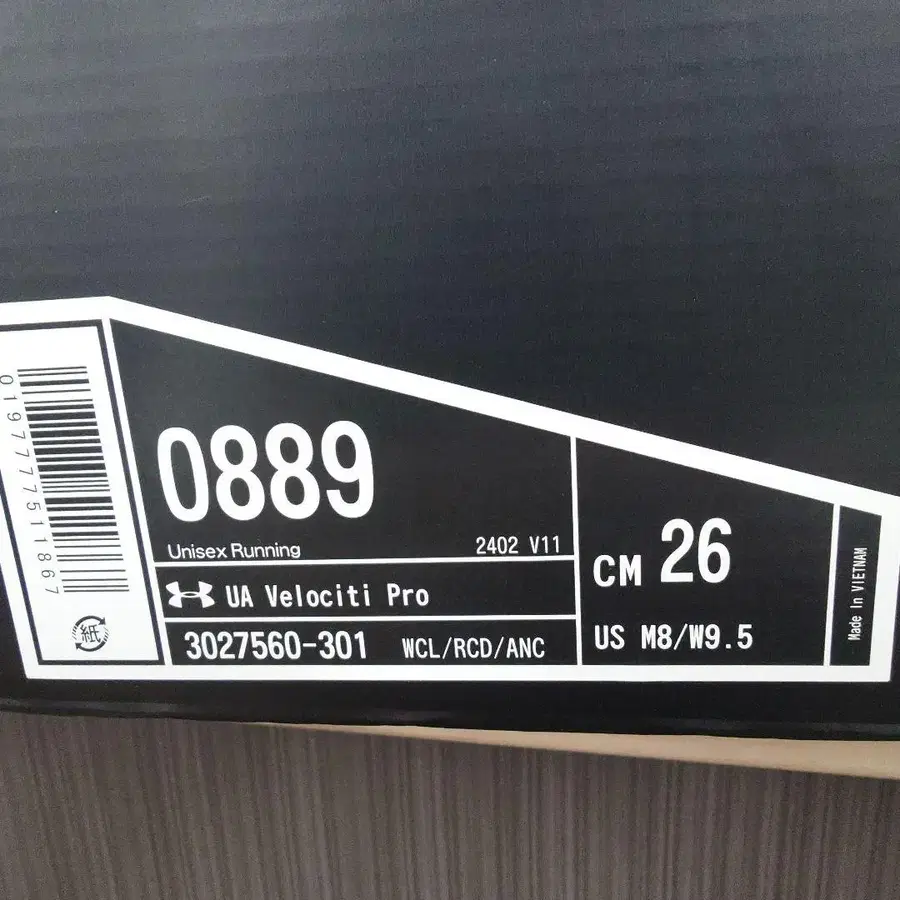 0197777511867
紙
0889
Unisex Running
2402 V11
UA Velociti Pro
3027560-301 WCL/RCD/ANC
CM 26
US M8/W9.5
Made In VIETNAM